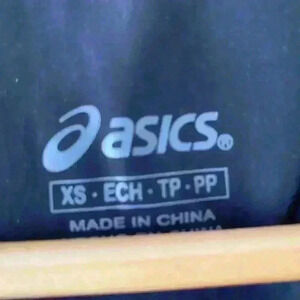 asics®
XS · ECH · TP · PP
MADE IN CHINA